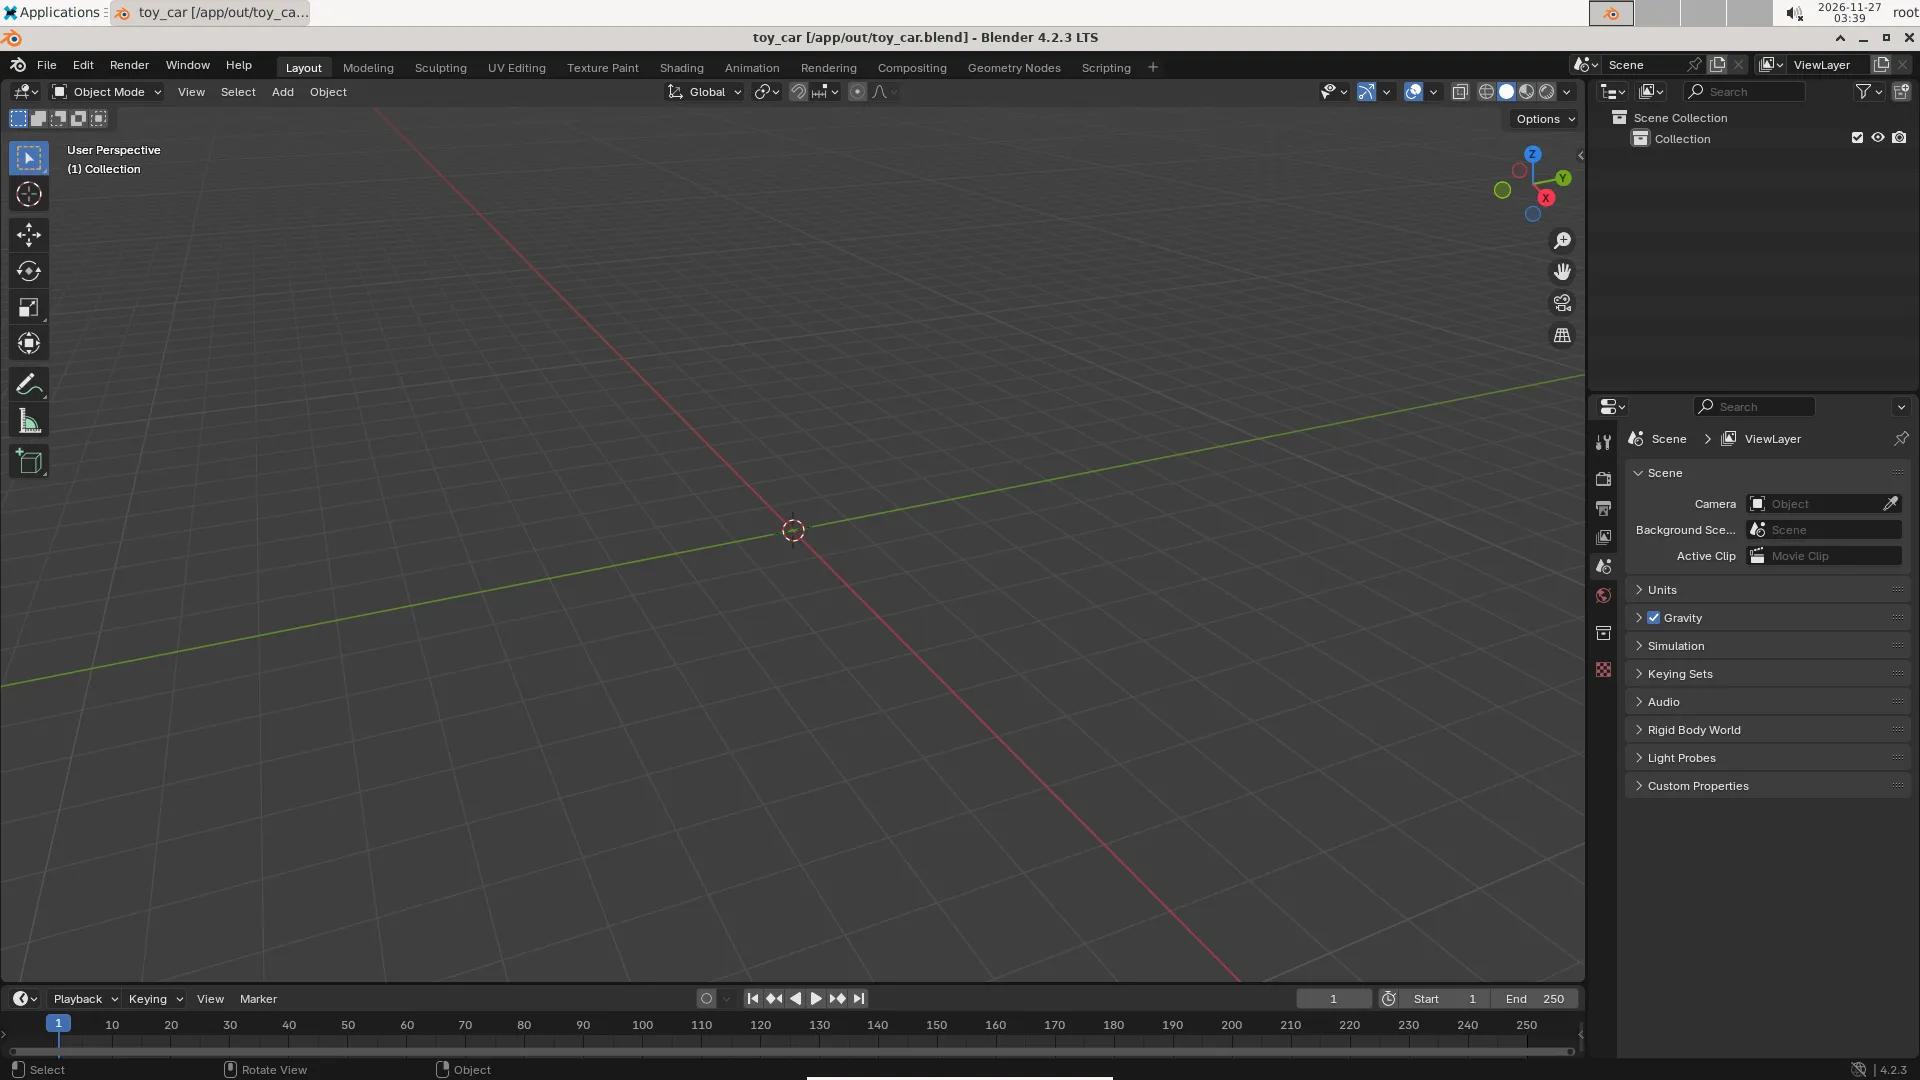 Applications
toy_car [/app/out/toy_ca...
2026-11-27
03:39
root
toy_car [/app/out/toy_car.blend] - Blender 4.2.3 LTS
File Edit Render Window Help
Layout Modeling Sculpting UV Editing Texture Paint Shading Animation Rendering Compositing Geometry Nodes Scripting
Scene
ViewLayer
Object Mode View Select Add Object
Global
Search
Options
Scene Collection
Collection
User Perspective
(1) Collection
Z
Y
X
Search
Scene
ViewLayer
Scene
Camera Object
Background Sce... Scene
Active Clip Movie Clip
Units
Gravity
Simulation
Keying Sets
Audio
Rigid Body World
Light Probes
Custom Properties
Playback Keying View Marker
1
Start 1
End 250
1 10 20 30 40 50 60 70 80 90 100 110 120 130 140 150 160 170 180 190 200 210 220 230 240 250
Select
Rotate View
Object
4.2.3